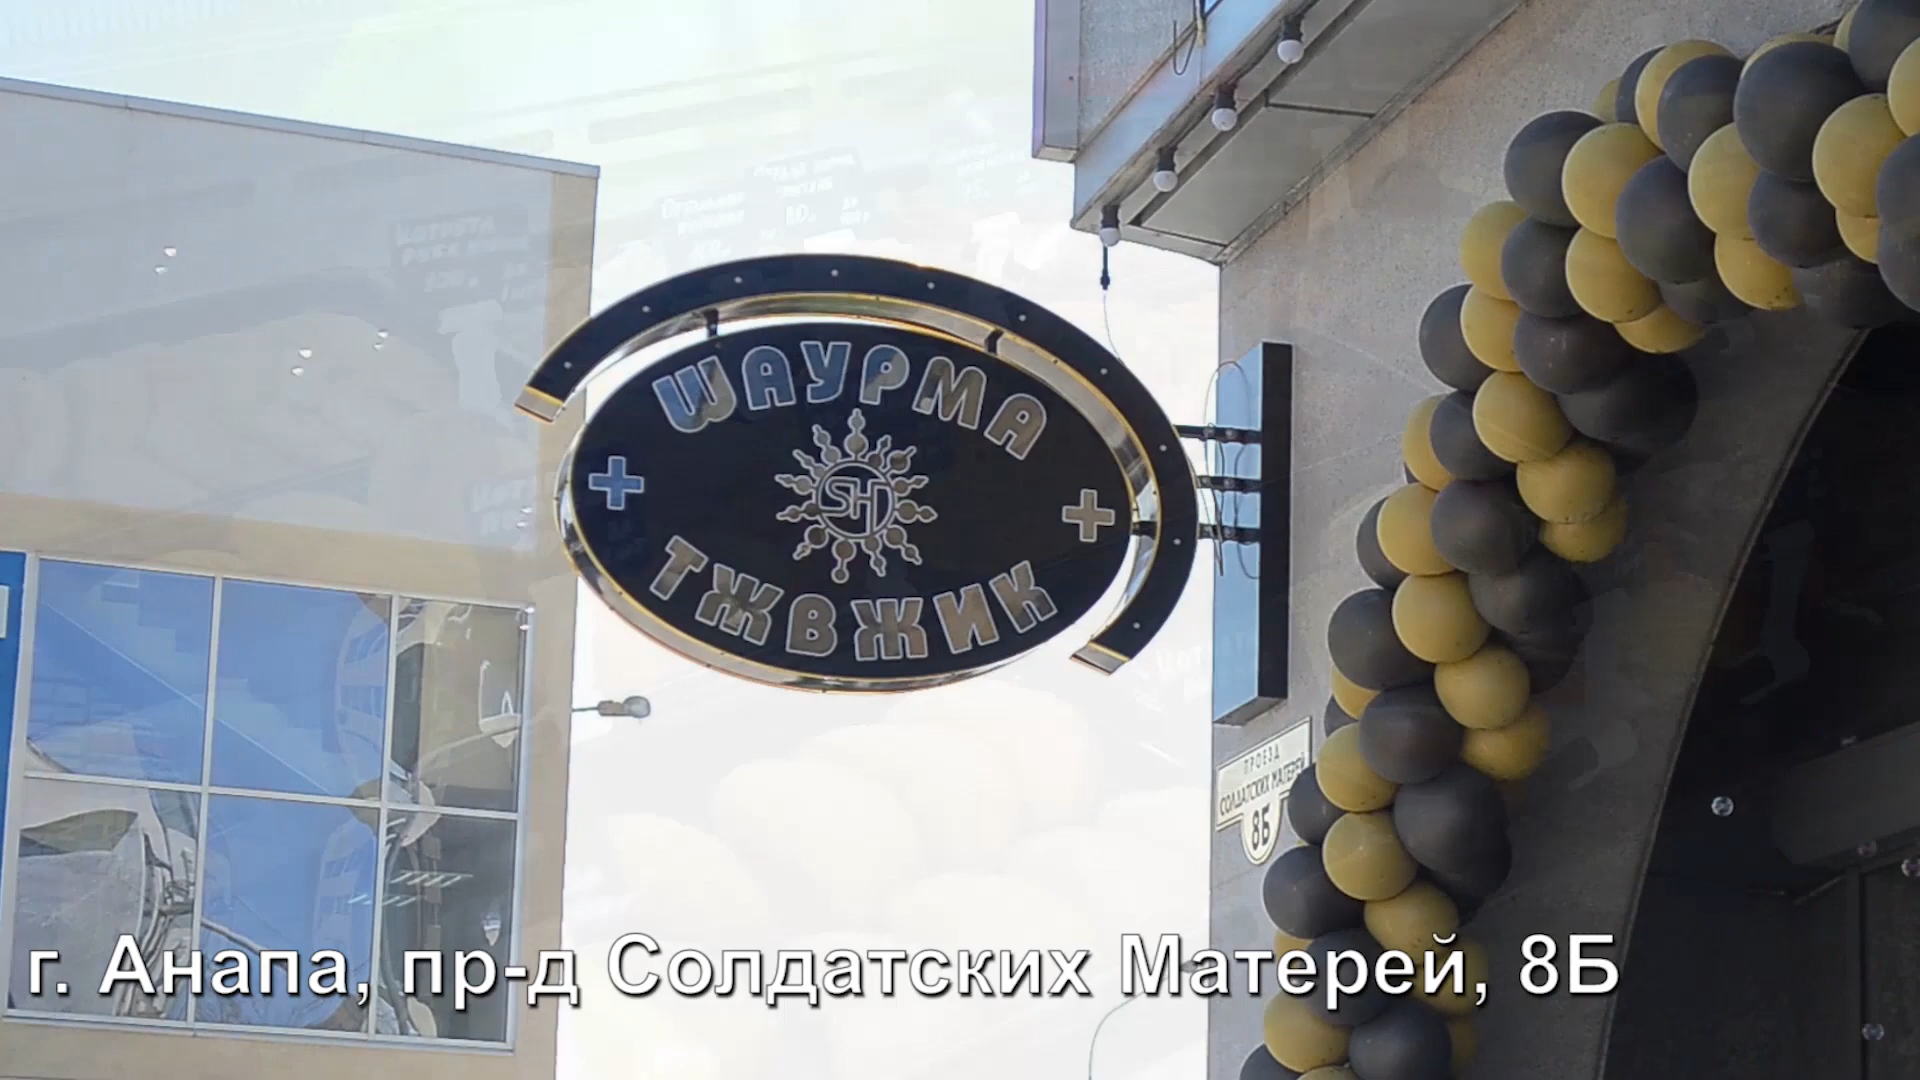 ШАУРМА
+ SH +
ТЖВЖИК
ПРОЕЗД
СОЛДАТСКИХ МАТЕРЕЙ
8Б
г. Анапа, пр-д Солдатских Матерей, 8Б